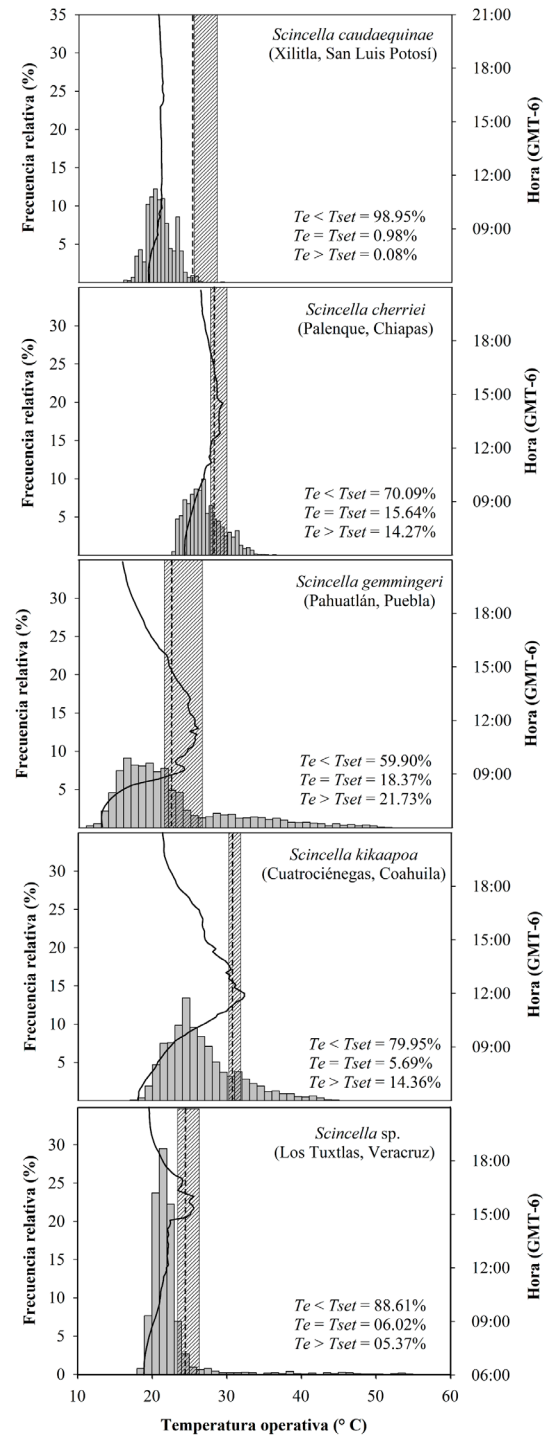 Scincella caudaequinae
(Xilitla, San Luis Potosí)
Te < Tset = 98.95%
Te = Tset = 0.98%
Te > Tset = 0.08%
Frecuencia relativa (%)
35
30
25
20
15
10
5
21:00
18:00
15:00
12:00
09:00
Hora (GMT-6)
Scincella cherriei
(Palenque, Chiapas)
Te < Tset = 70.09%
Te = Tset = 15.64%
Te > Tset = 14.27%
Frecuencia relativa (%)
30
25
20
15
10
5
18:00
15:00
12:00
09:00
Hora (GMT-6)
Scincella gemmingeri
(Pahuatlán, Puebla)
Te < Tset = 59.90%
Te = Tset = 18.37%
Te > Tset = 21.73%
Frecuencia relativa (%)
30
25
20
15
10
5
18:00
15:00
12:00
09:00
Hora (GMT-6)
Scincella kikaapoa
(Cuatrociénegas, Coahuila)
Te < Tset = 79.95%
Te = Tset = 5.69%
Te > Tset = 14.36%
Frecuencia relativa (%)
30
25
20
15
10
5
18:00
15:00
12:00
09:00
Hora (GMT-6)
Scincella sp.
(Los Tuxtlas, Veracruz)
Te < Tset = 88.61%
Te = Tset = 06.02%
Te > Tset = 05.37%
Frecuencia relativa (%)
30
25
20
15
10
5
0
18:00
15:00
12:00
09:00
06:00
Hora (GMT-6)
10 20 30 40 50 60
Temperatura operativa (° C)